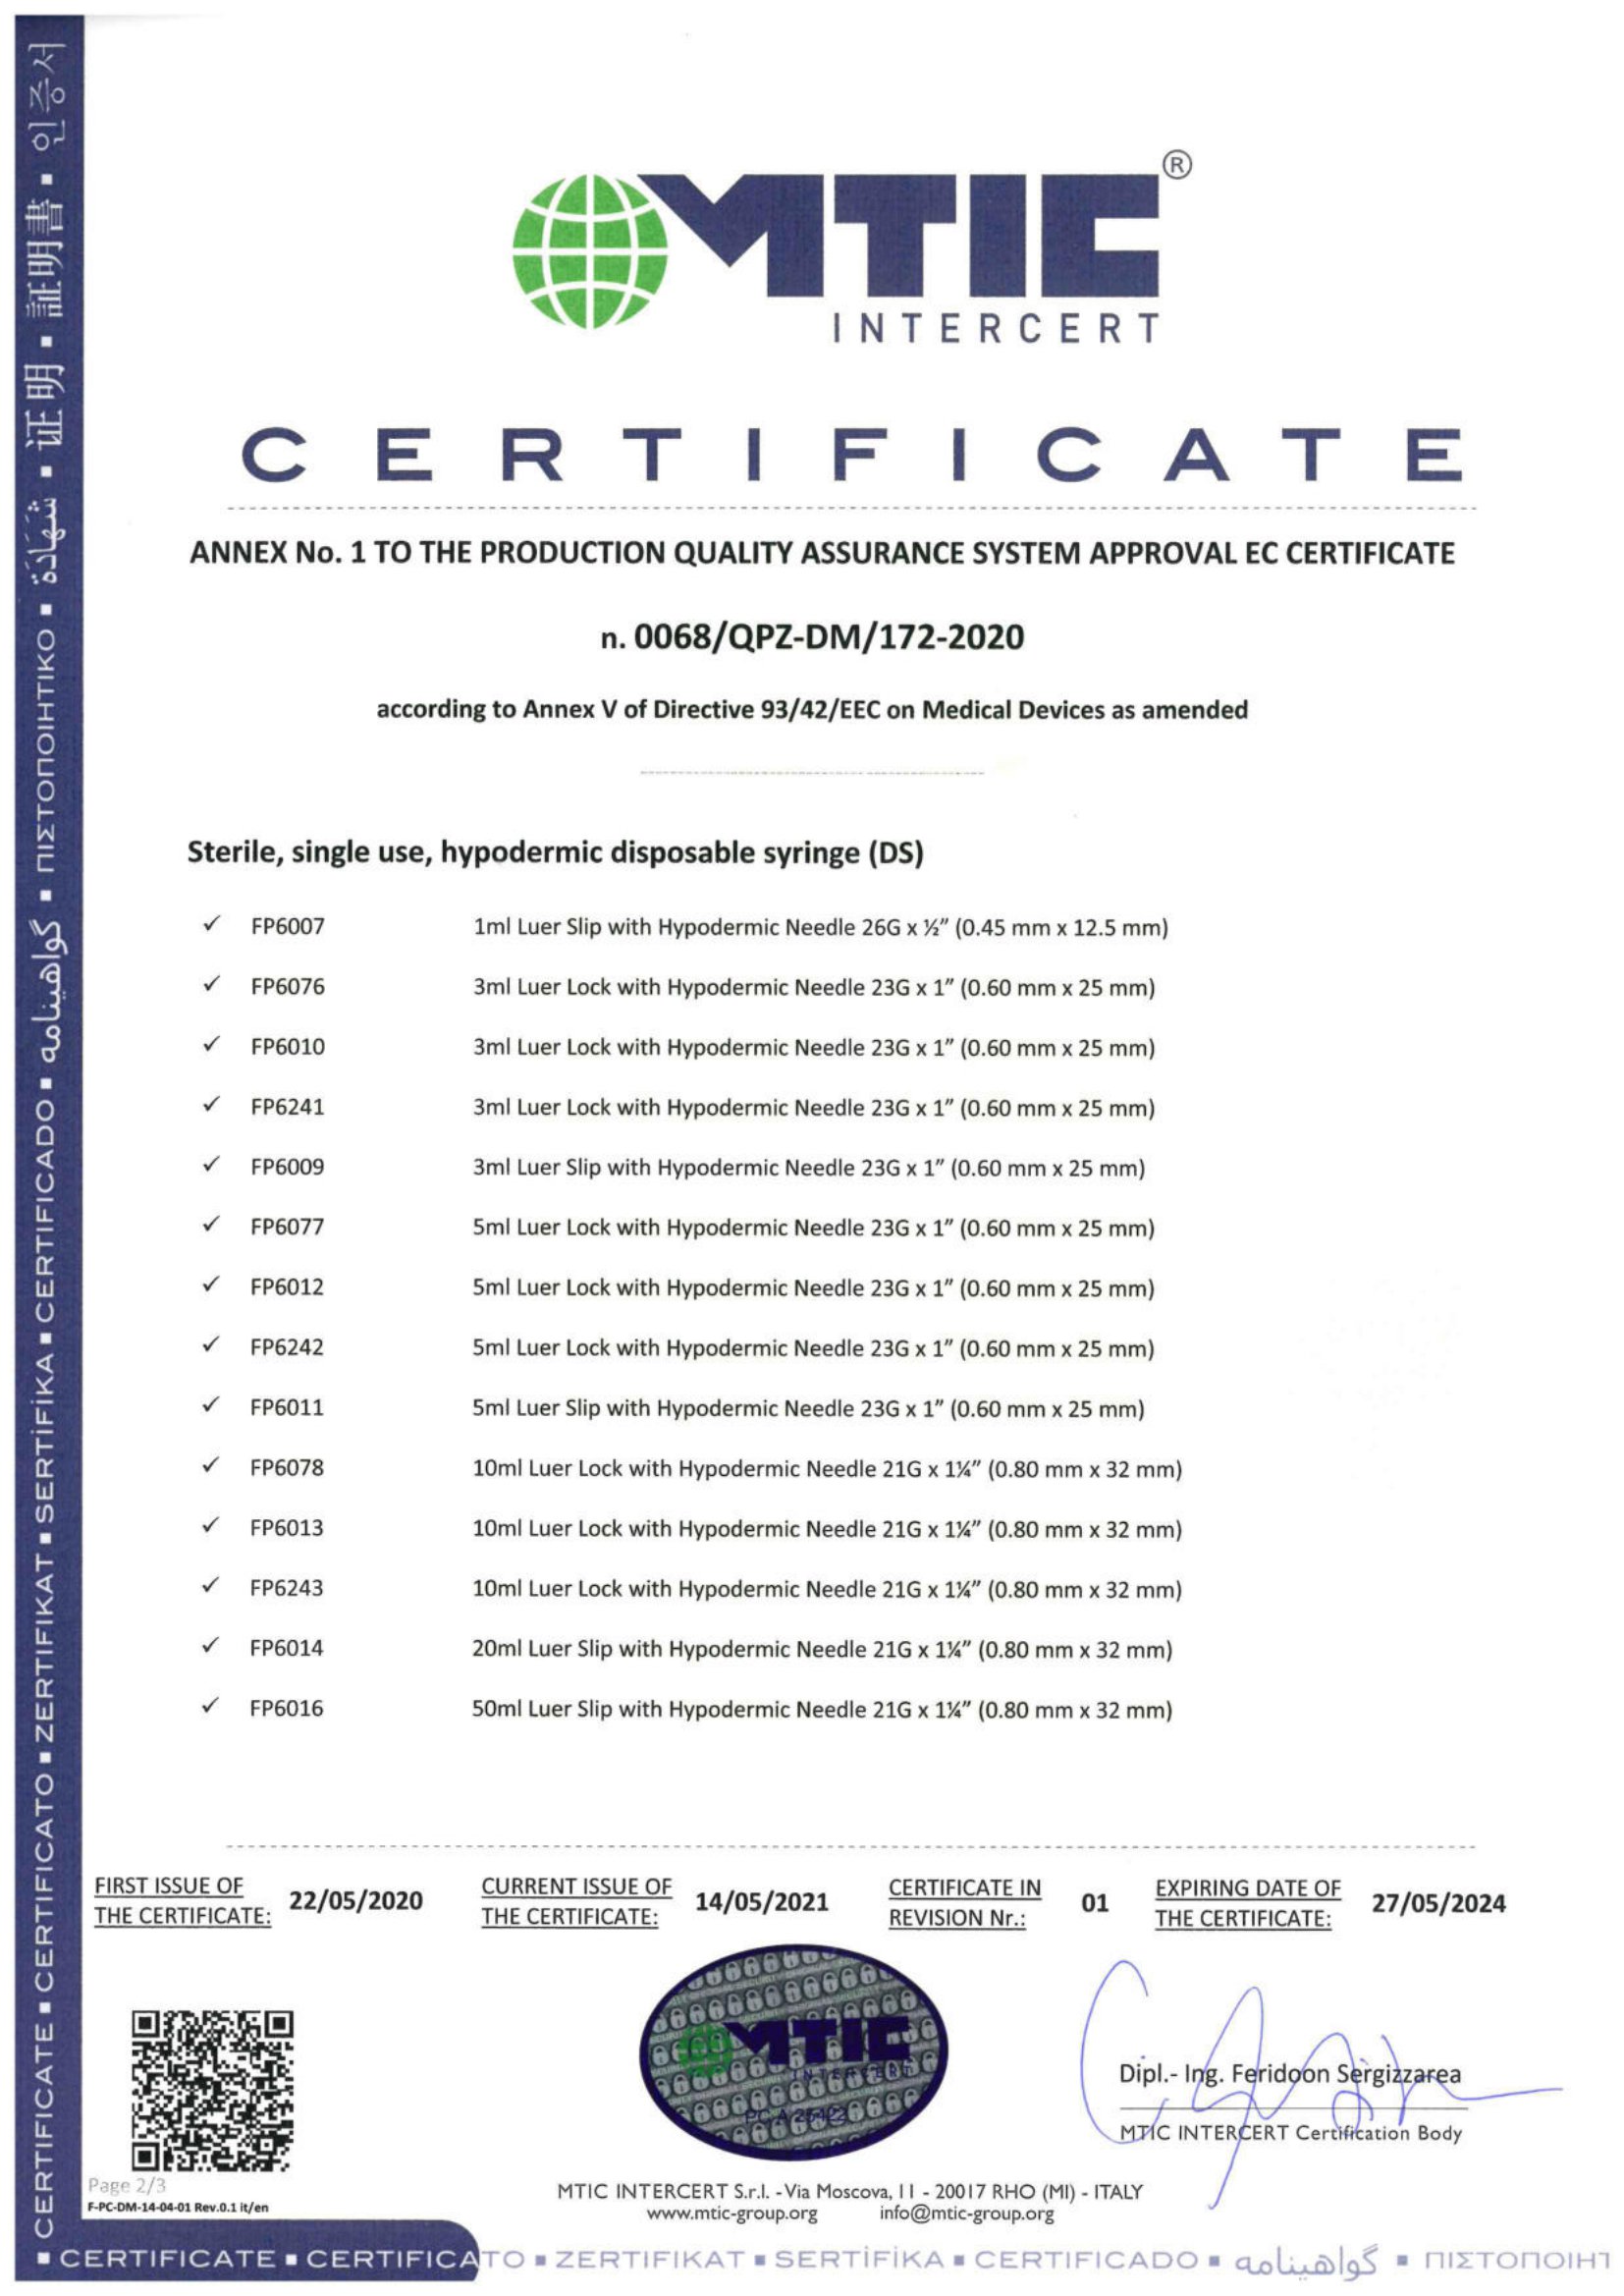 CERTIFICATE ▪ CERTIFICATO ▪ ZERTIFIKAT ▪ SERTİFİKA ▪ CERTIFICADO ▪ گواهینامه ▪ ΠΙΣΤΟΠΟΙΗΤΙΚΟ ▪ شَهَادَة ▪ 证明 ▪ 証明書 ▪ 인증서
MTIC®
INTERCERT
CERTIFICATE
ANNEX No. 1 TO THE PRODUCTION QUALITY ASSURANCE SYSTEM APPROVAL EC CERTIFICATE
n. 0068/QPZ-DM/172-2020
according to Annex V of Directive 93/42/EEC on Medical Devices as amended
Sterile, single use, hypodermic disposable syringe (DS)
✓ FP6007 1ml Luer Slip with Hypodermic Needle 26G x ½” (0.45 mm x 12.5 mm)
✓ FP6076 3ml Luer Lock with Hypodermic Needle 23G x 1” (0.60 mm x 25 mm)
✓ FP6010 3ml Luer Lock with Hypodermic Needle 23G x 1” (0.60 mm x 25 mm)
✓ FP6241 3ml Luer Lock with Hypodermic Needle 23G x 1” (0.60 mm x 25 mm)
✓ FP6009 3ml Luer Slip with Hypodermic Needle 23G x 1” (0.60 mm x 25 mm)
✓ FP6077 5ml Luer Lock with Hypodermic Needle 23G x 1” (0.60 mm x 25 mm)
✓ FP6012 5ml Luer Lock with Hypodermic Needle 23G x 1” (0.60 mm x 25 mm)
✓ FP6242 5ml Luer Lock with Hypodermic Needle 23G x 1” (0.60 mm x 25 mm)
✓ FP6011 5ml Luer Slip with Hypodermic Needle 23G x 1” (0.60 mm x 25 mm)
✓ FP6078 10ml Luer Lock with Hypodermic Needle 21G x 1¼” (0.80 mm x 32 mm)
✓ FP6013 10ml Luer Lock with Hypodermic Needle 21G x 1¼” (0.80 mm x 32 mm)
✓ FP6243 10ml Luer Lock with Hypodermic Needle 21G x 1¼” (0.80 mm x 32 mm)
✓ FP6014 20ml Luer Slip with Hypodermic Needle 21G x 1¼” (0.80 mm x 32 mm)
✓ FP6016 50ml Luer Slip with Hypodermic Needle 21G x 1¼” (0.80 mm x 32 mm)
FIRST ISSUE OF THE CERTIFICATE: 22/05/2020
CURRENT ISSUE OF THE CERTIFICATE: 14/05/2021
CERTIFICATE IN REVISION Nr.: 01
EXPIRING DATE OF THE CERTIFICATE: 27/05/2024
MTIC
INTERCERT
Dipl.- Ing. Feridoon Sergizzarea
MTIC INTERCERT Certification Body
Page 2/3
F-PC-DM-14-04-01 Rev.0.1 it/en
MTIC INTERCERT S.r.l. - Via Moscova, 11 - 20017 RHO (MI) - ITALY
www.mtic-group.org info@mtic-group.org
▪ CERTIFICATE ▪ CERTIFICATO ▪ ZERTIFIKAT ▪ SERTİFİKA ▪ CERTIFICADO ▪ گواهینامه ▪ ΠΙΣΤΟΠΟΙΗΤ